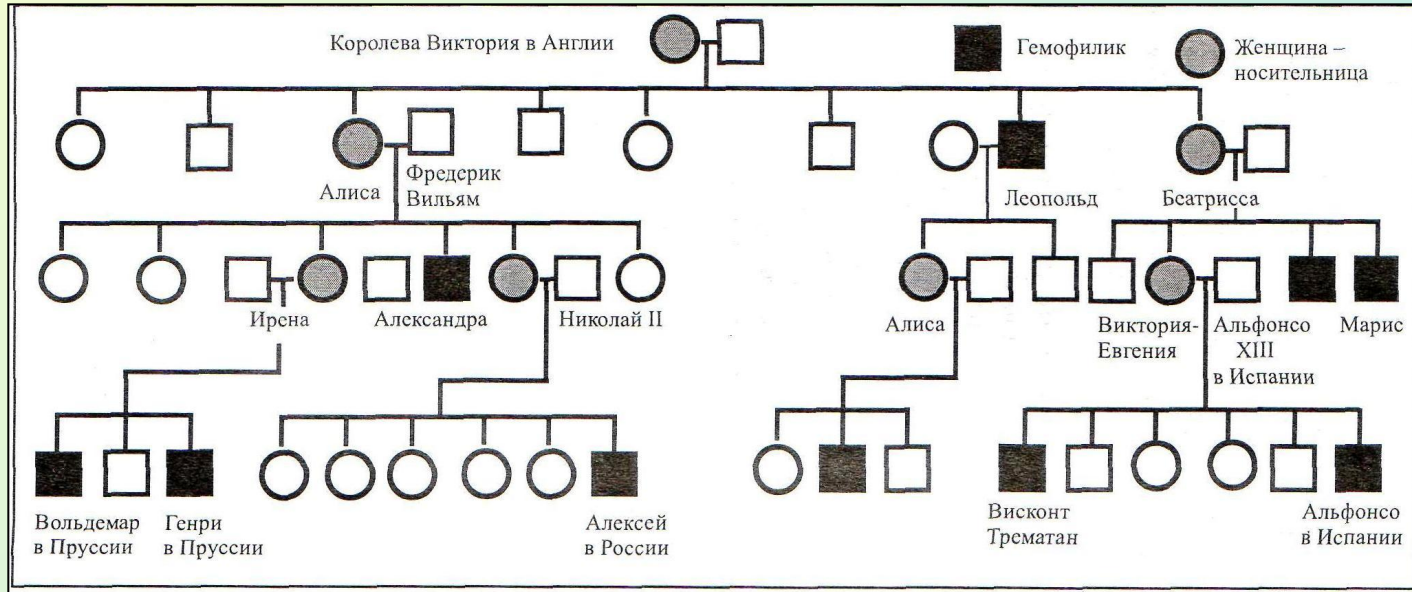 Королева Виктория в Англии
Гемофилик
Женщина –
носительница
Алиса
Фредерик
Вильям
Леопольд
Беатрисса
Ирена
Александра
Николай II
Алиса
Виктория-
Евгения
Альфонсо
XIII
в Испании
Марис
Вольдемар
в Пруссии
Генри
в Пруссии
Алексей
в России
Висконт
Трематан
Альфонсо
в Испании